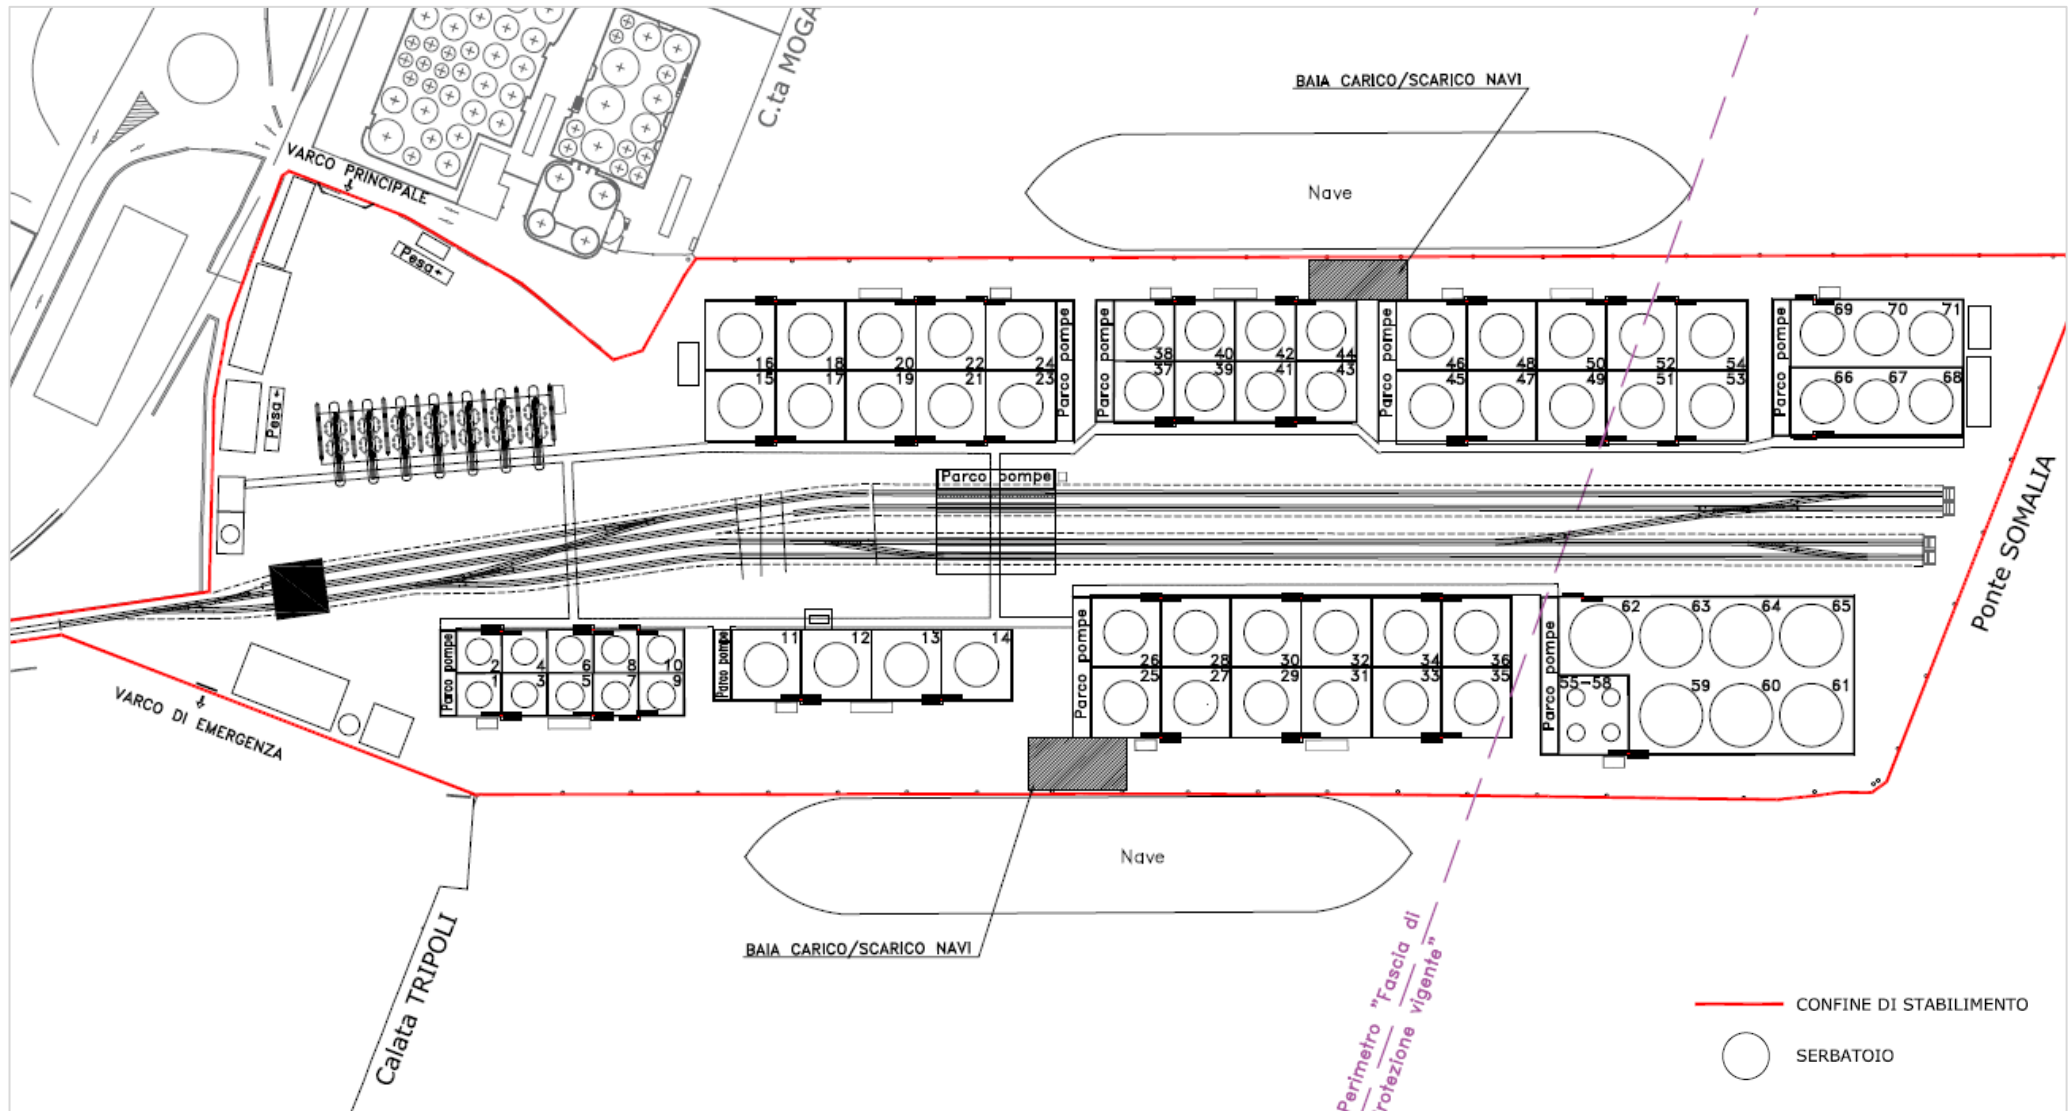 C.ta MOGA
BAIA CARICO/SCARICO NAVI
VARCO PRINCIPALE
Nave
Pesa
Pesa
16 18 20 22 24
15 17 19 21 23
Parco pompe
Parco pompe
38 40 42 44
37 39 41 43
Parco pompe
46 48 50 52 54
45 47 49 51 53
Parco pompe
69 70 71
66 67 68
Parco pompe
Ponte SOMALIA
Parco pompe
2 4 6 8 10
1 3 5 7 9
Parco pompe
11 12 13 14
Parco pompe
26 28 30 32 34 36
25 27 29 31 33 35
Parco pompe
62 63 64 65
55-58 59 60 61
VARCO DI EMERGENZA
Nave
BAIA CARICO/SCARICO NAVI
Calata TRIPOLI
Perimetro "Fascia di
rotezione vigente"
CONFINE DI STABILIMENTO
SERBATOIO